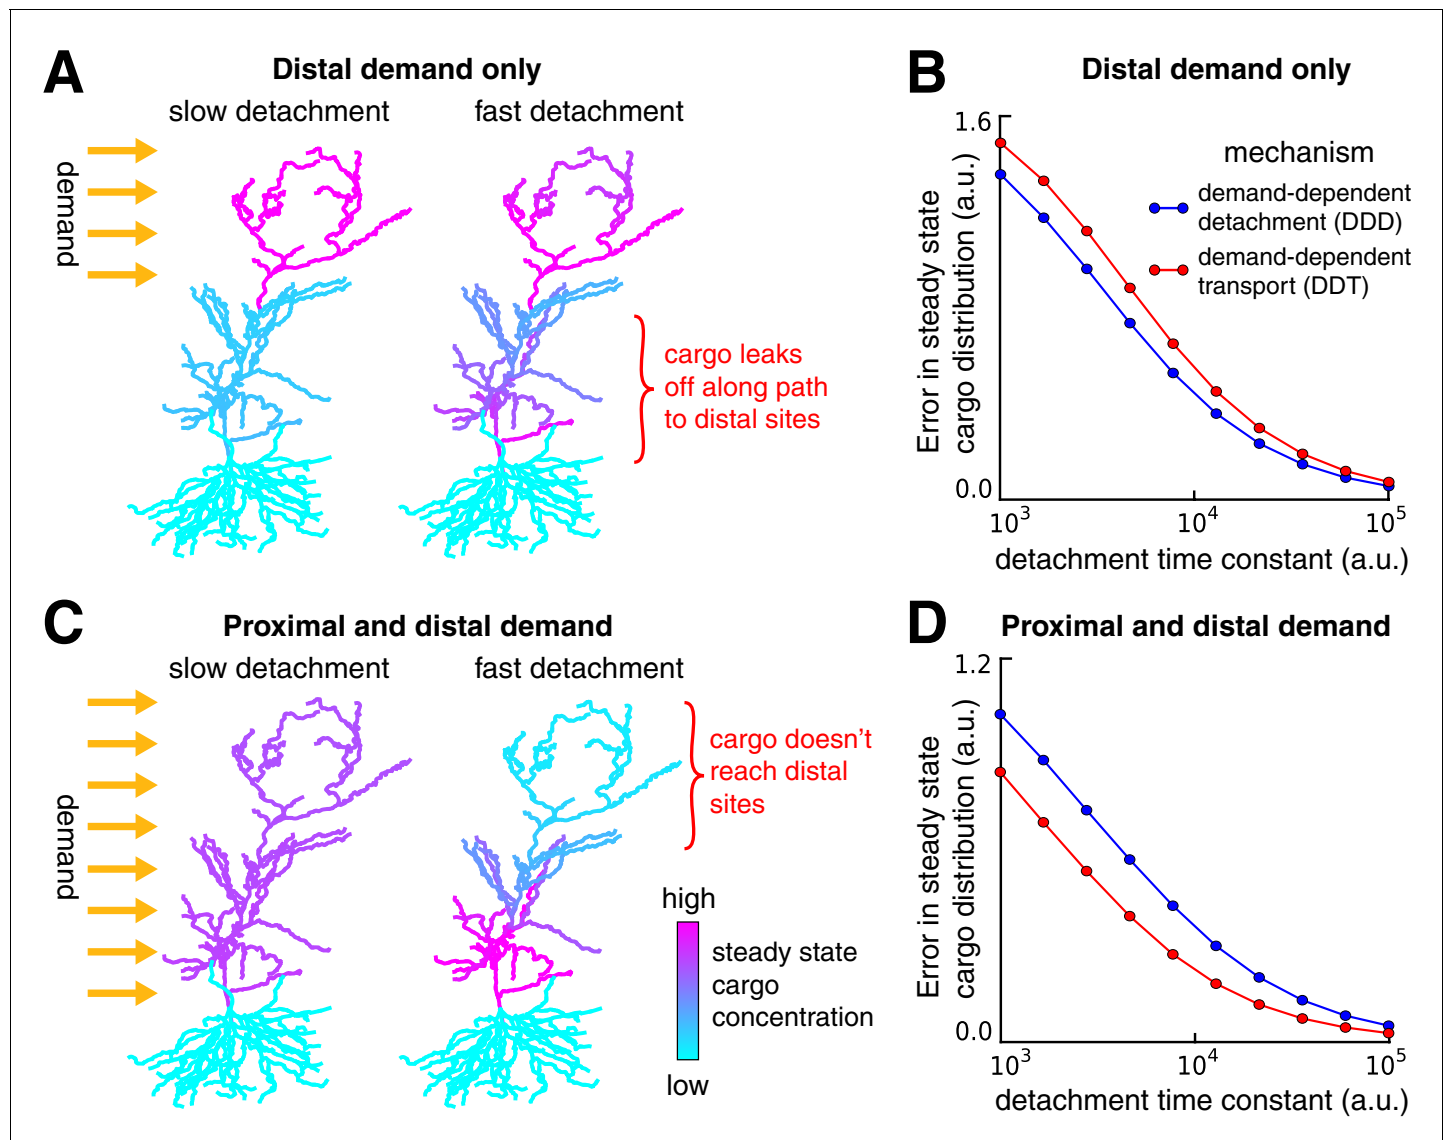 A
Distal demand only
slow detachment
fast detachment
demand
cargo leaks
off along path
to distal sites
B
Distal demand only
1.6
0.0
Error in steady state
cargo distribution (a.u.)
mechanism
demand-dependent
detachment (DDD)
demand-dependent
transport (DDT)
10³
10⁴
10⁵
detachment time constant (a.u.)
C
Proximal and distal demand
slow detachment
fast detachment
demand
cargo doesn't
reach distal
sites
high
steady state
cargo
concentration
low
D
Proximal and distal demand
1.2
0.0
Error in steady state
cargo distribution (a.u.)
10³
10⁴
10⁵
detachment time constant (a.u.)